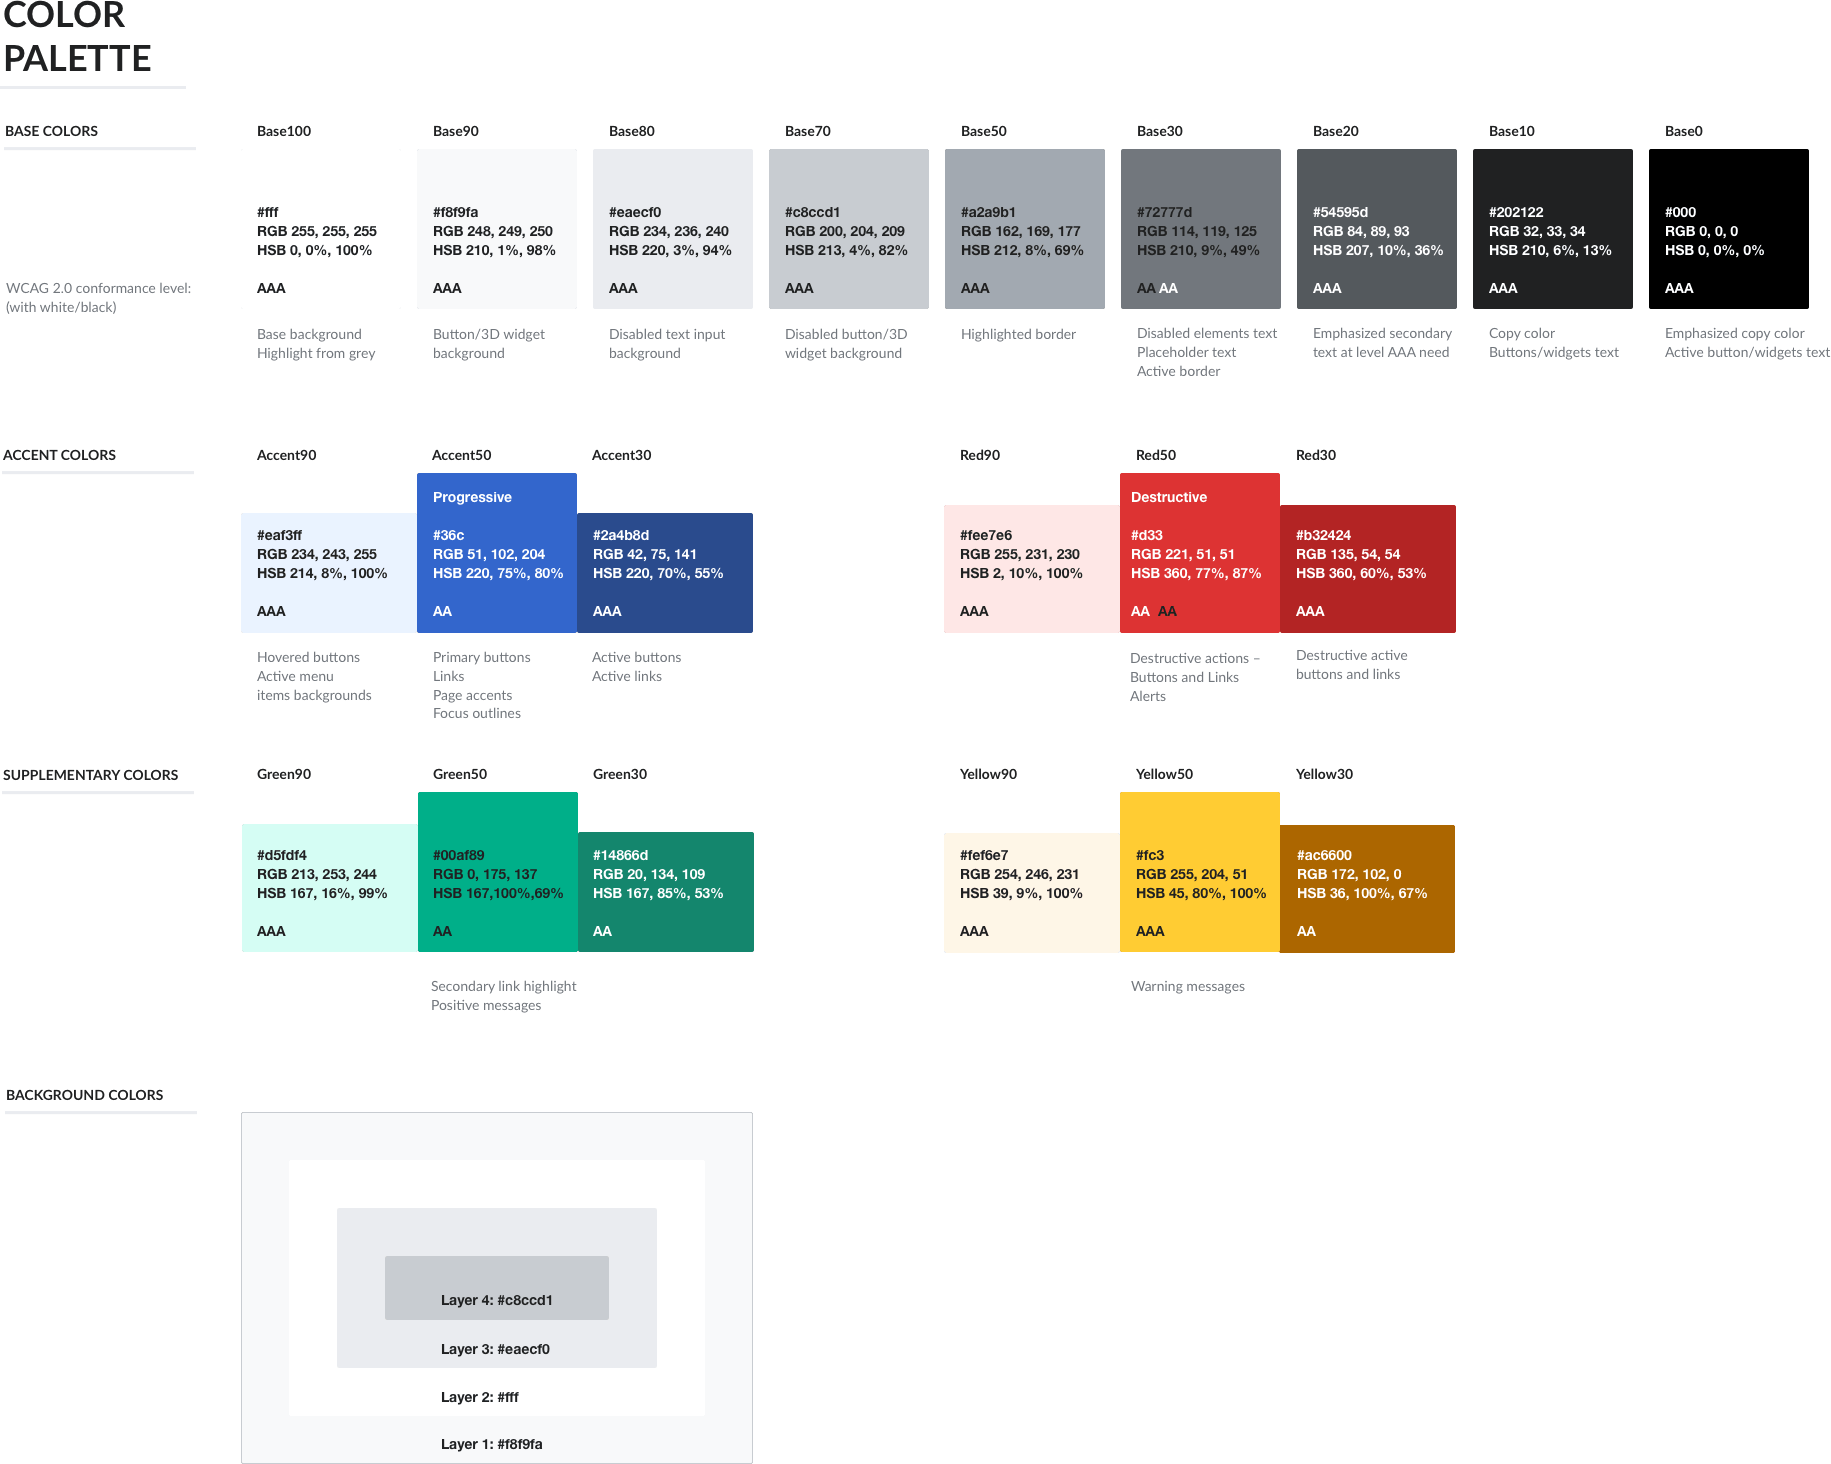 COLOR
PALETTE
BASE COLORS
WCAG 2.0 conformance level:
(with white/black)
Base100
#fff
RGB 255, 255, 255
HSB 0, 0%, 100%
AAA
Base background
Highlight from grey
Base90
#f8f9fa
RGB 248, 249, 250
HSB 210, 1%, 98%
AAA
Button/3D widget
background
Base80
#eaecf0
RGB 234, 236, 240
HSB 220, 3%, 94%
AAA
Disabled text input
background
Base70
#c8ccd1
RGB 200, 204, 209
HSB 213, 4%, 82%
AAA
Disabled button/3D
widget background
Base50
#a2a9b1
RGB 162, 169, 177
HSB 212, 8%, 69%
AAA
Highlighted border
Base30
#72777d
RGB 114, 119, 125
HSB 210, 9%, 49%
AA AA
Disabled elements text
Placeholder text
Active border
Base20
#54595d
RGB 84, 89, 93
HSB 207, 10%, 36%
AAA
Emphasized secondary
text at level AAA need
Base10
#202122
RGB 32, 33, 34
HSB 210, 6%, 13%
AAA
Copy color
Buttons/widgets text
Base0
#000
RGB 0, 0, 0
HSB 0, 0%, 0%
AAA
Emphasized copy color
Active button/widgets text
ACCENT COLORS
Accent90
#eaf3ff
RGB 234, 243, 255
HSB 214, 8%, 100%
AAA
Hovered buttons
Active menu
items backgrounds
Accent50
Progressive
#36c
RGB 51, 102, 204
HSB 220, 75%, 80%
AA
Primary buttons
Links
Page accents
Focus outlines
Accent30
#2a4b8d
RGB 42, 75, 141
HSB 220, 70%, 55%
AAA
Active buttons
Active links
Red90
#fee7e6
RGB 255, 231, 230
HSB 2, 10%, 100%
AAA
Red50
Destructive
#d33
RGB 221, 51, 51
HSB 360, 77%, 87%
AA AA
Destructive actions –
Buttons and Links
Alerts
Red30
#b32424
RGB 135, 54, 54
HSB 360, 60%, 53%
AAA
Destructive active
buttons and links
SUPPLEMENTARY COLORS
Green90
#d5fdf4
RGB 213, 253, 244
HSB 167, 16%, 99%
AAA
Green50
#00af89
RGB 0, 175, 137
HSB 167,100%,69%
AA
Secondary link highlight
Positive messages
Green30
#14866d
RGB 20, 134, 109
HSB 167, 85%, 53%
AA
Yellow90
#fef6e7
RGB 254, 246, 231
HSB 39, 9%, 100%
AAA
Yellow50
#fc3
RGB 255, 204, 51
HSB 45, 80%, 100%
AAA
Warning messages
Yellow30
#ac6600
RGB 172, 102, 0
HSB 36, 100%, 67%
AA
BACKGROUND COLORS
Layer 4: #c8ccd1
Layer 3: #eaecf0
Layer 2: #fff
Layer 1: #f8f9fa